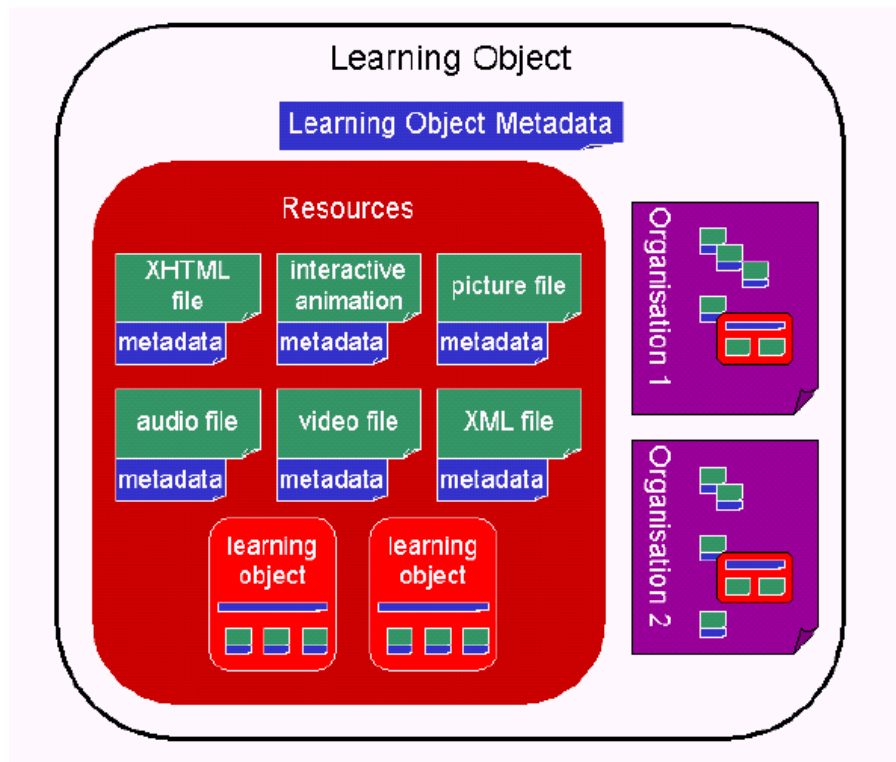 Learning Object
Learning Object Metadata
Resources
XHTML
file
metadata
interactive
animation
metadata
picture file
metadata
audio file
metadata
video file
metadata
XML file
metadata
learning
object
learning
object
Organisation 1
Organisation 2